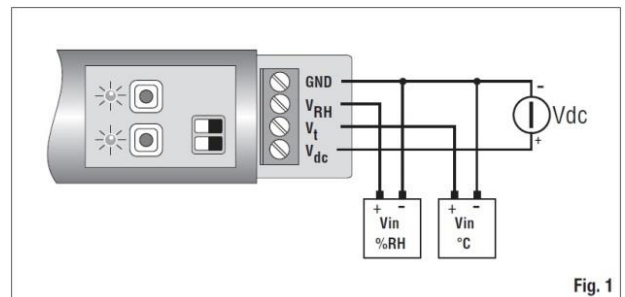 GND
VRH
Vt
Vdc
- Vdc +
+ - Vin %RH
+ - Vin °C
Fig. 1